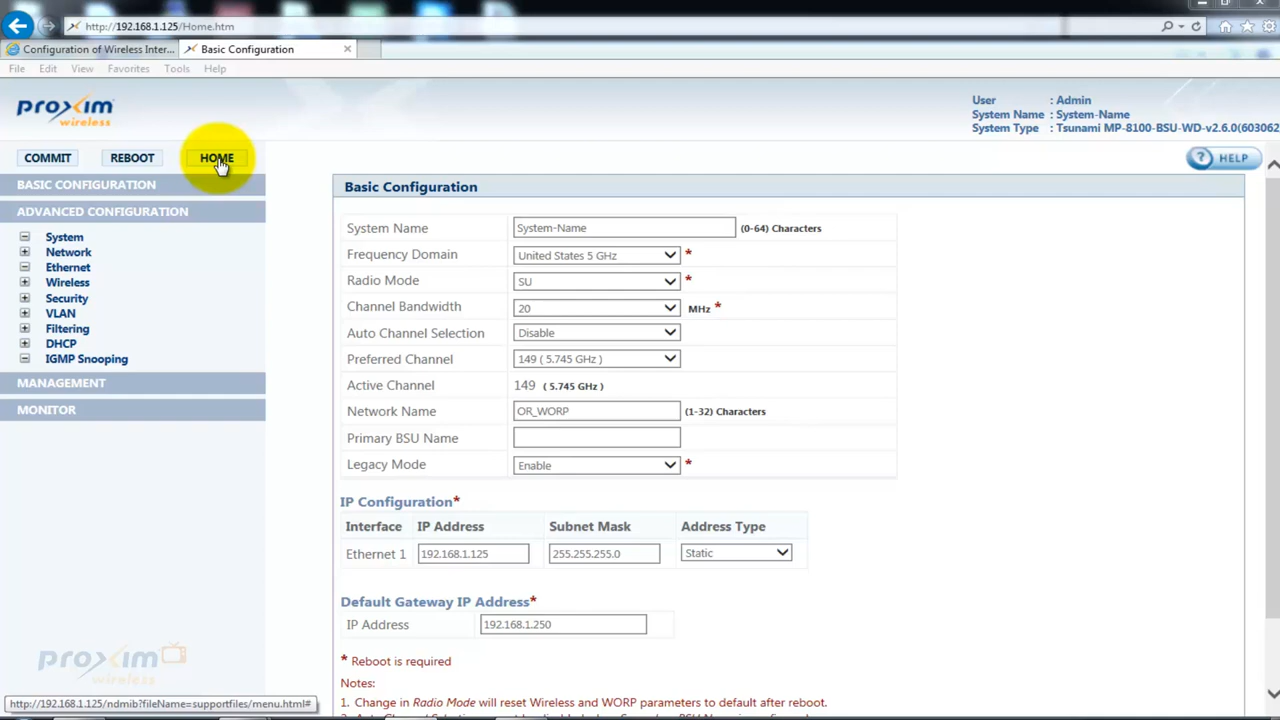 http://192.168.1.125/Home.htm
Configuration of Wireless Inter...
Basic Configuration
File Edit View Favorites Tools Help
proxim
wireless
User : Admin
System Name : System-Name
System Type : Tsunami MP-8100-BSU-WD-v2.6.0(603062
COMMIT REBOOT HOME
? HELP
BASIC CONFIGURATION
ADVANCED CONFIGURATION
System
Network
Ethernet
Wireless
Security
VLAN
Filtering
DHCP
IGMP Snooping
MANAGEMENT
MONITOR
Basic Configuration
System Name System-Name (0-64) Characters
Frequency Domain United States 5 GHz *
Radio Mode SU *
Channel Bandwidth 20 MHz *
Auto Channel Selection Disable
Preferred Channel 149 ( 5.745 GHz )
Active Channel 149 ( 5.745 GHz )
Network Name OR_WORP (1-32) Characters
Primary BSU Name
Legacy Mode Enable *
IP Configuration*
Interface IP Address Subnet Mask Address Type
Ethernet 1 192.168.1.125 255.255.255.0 Static
Default Gateway IP Address*
IP Address 192.168.1.250
* Reboot is required
Notes:
1. Change in Radio Mode will reset Wireless and WORP parameters to default after reboot.
proxim
wireless
http://192.168.1.125/ndmib?fileName=supportfiles/menu.html#